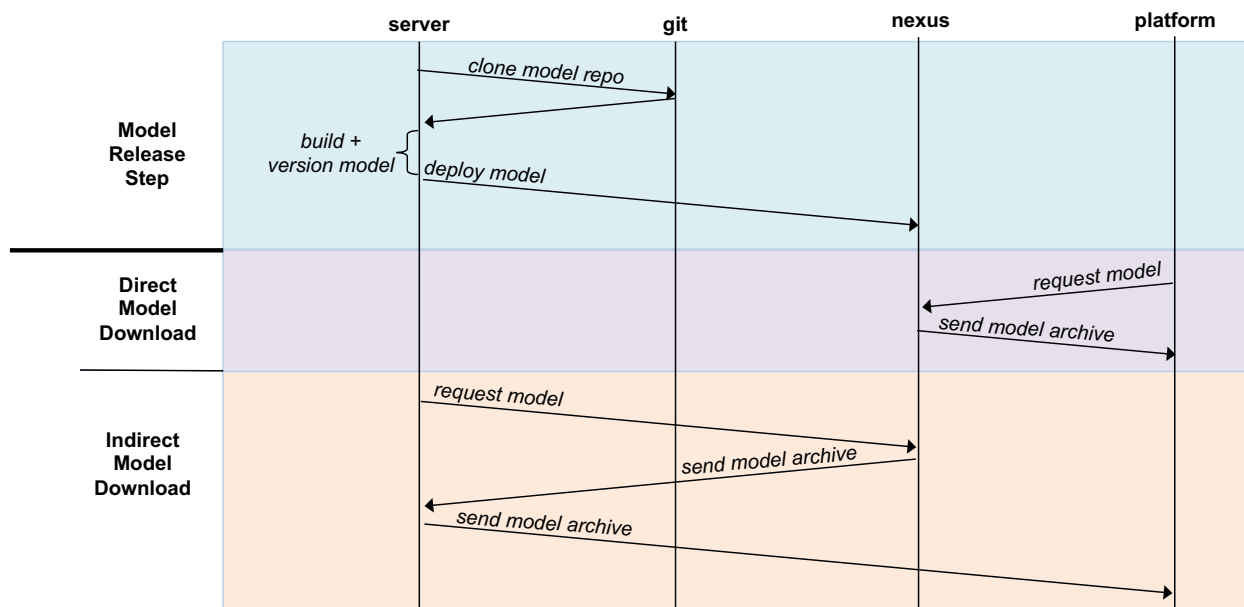 server git nexus platform
clone model repo
Model
Release
Step
build +
version model
deploy model
Direct
Model
Download
request model
send model archive
Indirect
Model
Download
request model
send model archive
send model archive